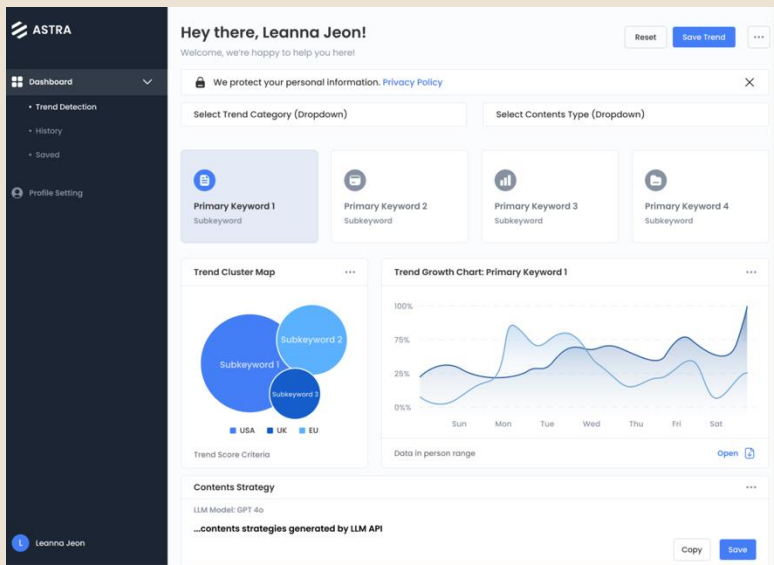 ASTRA
Dashboard
• Trend Detection
• History
• Saved
Profile Setting
L Leanna Jeon
Hey there, Leanna Jeon!
Welcome, we're happy to help you here!
Reset
Save Trend
We protect your personal information. Privacy Policy
Select Trend Category (Dropdown)
Select Contents Type (Dropdown)
Primary Keyword 1
Subkeyword
Primary Keyword 2
Subkeyword
Primary Keyword 3
Subkeyword
Primary Keyword 4
Subkeyword
Trend Cluster Map
Subkeyword 1
Subkeyword 2
Subkeyword 3
USA UK EU
Trend Score Criteria
Trend Growth Chart: Primary Keyword 1
100%
75%
25%
0%%
Sun Mon Tue Wed Thu Fri Sat
Data in person range
Open
Contents Strategy
LLM Model: GPT 4o
...contents strategies generated by LLM API
Copy
Save